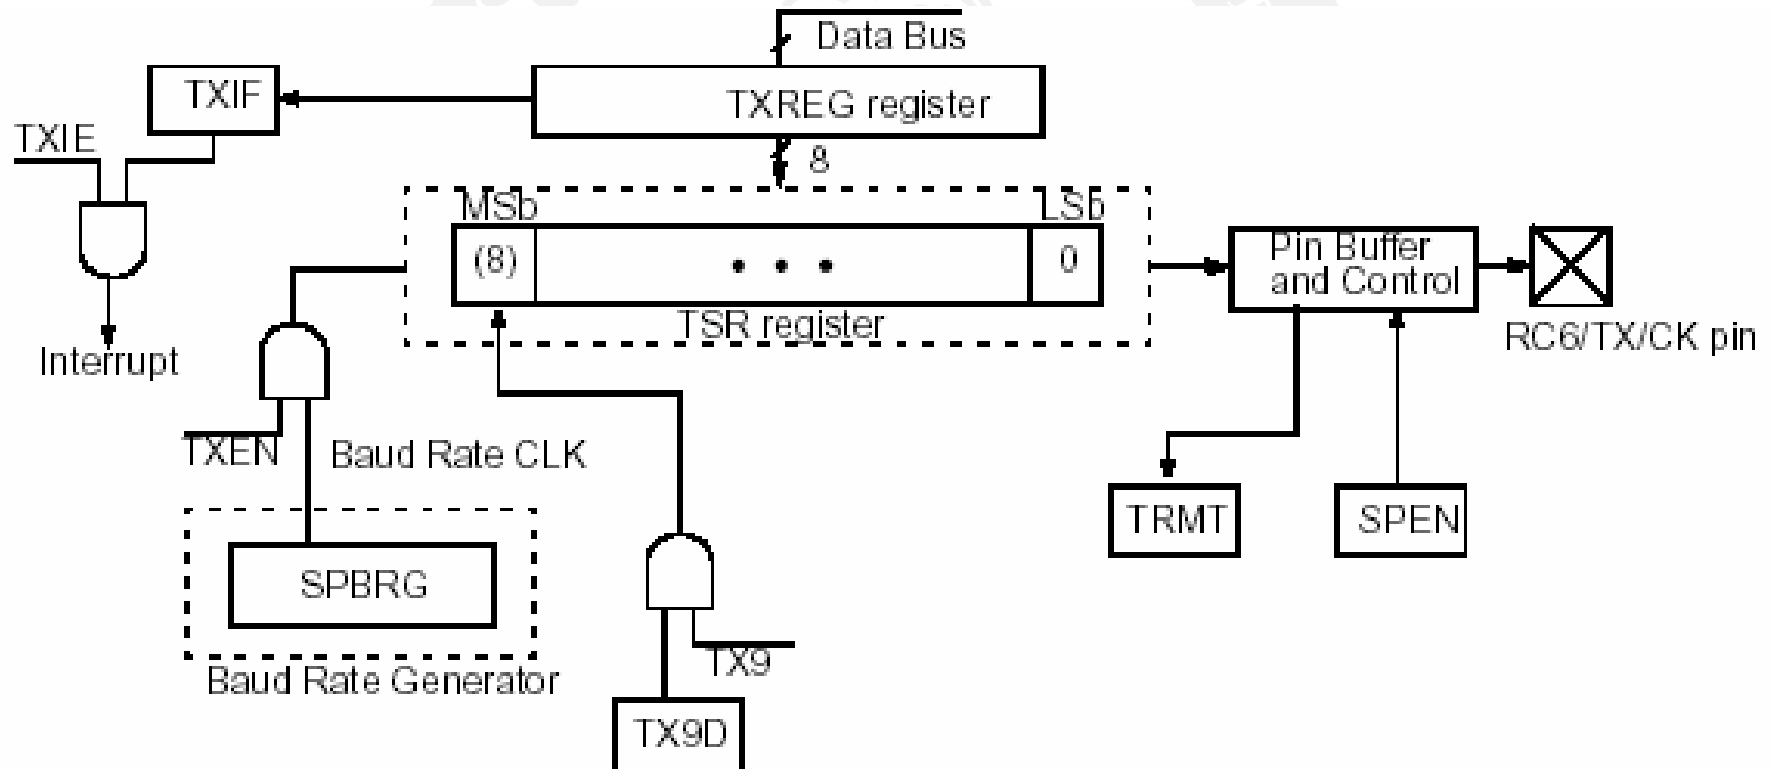 Data Bus
TXIF
TXREG register
TXIE
8
MSb
LSb
(8)
0
Pin Buffer
and Control
TSR register
RC6/TX/CK pin
Interrupt
TXEN
Baud Rate CLK
TRMT
SPEN
SPBRG
TX9
Baud Rate Generator
TX9D